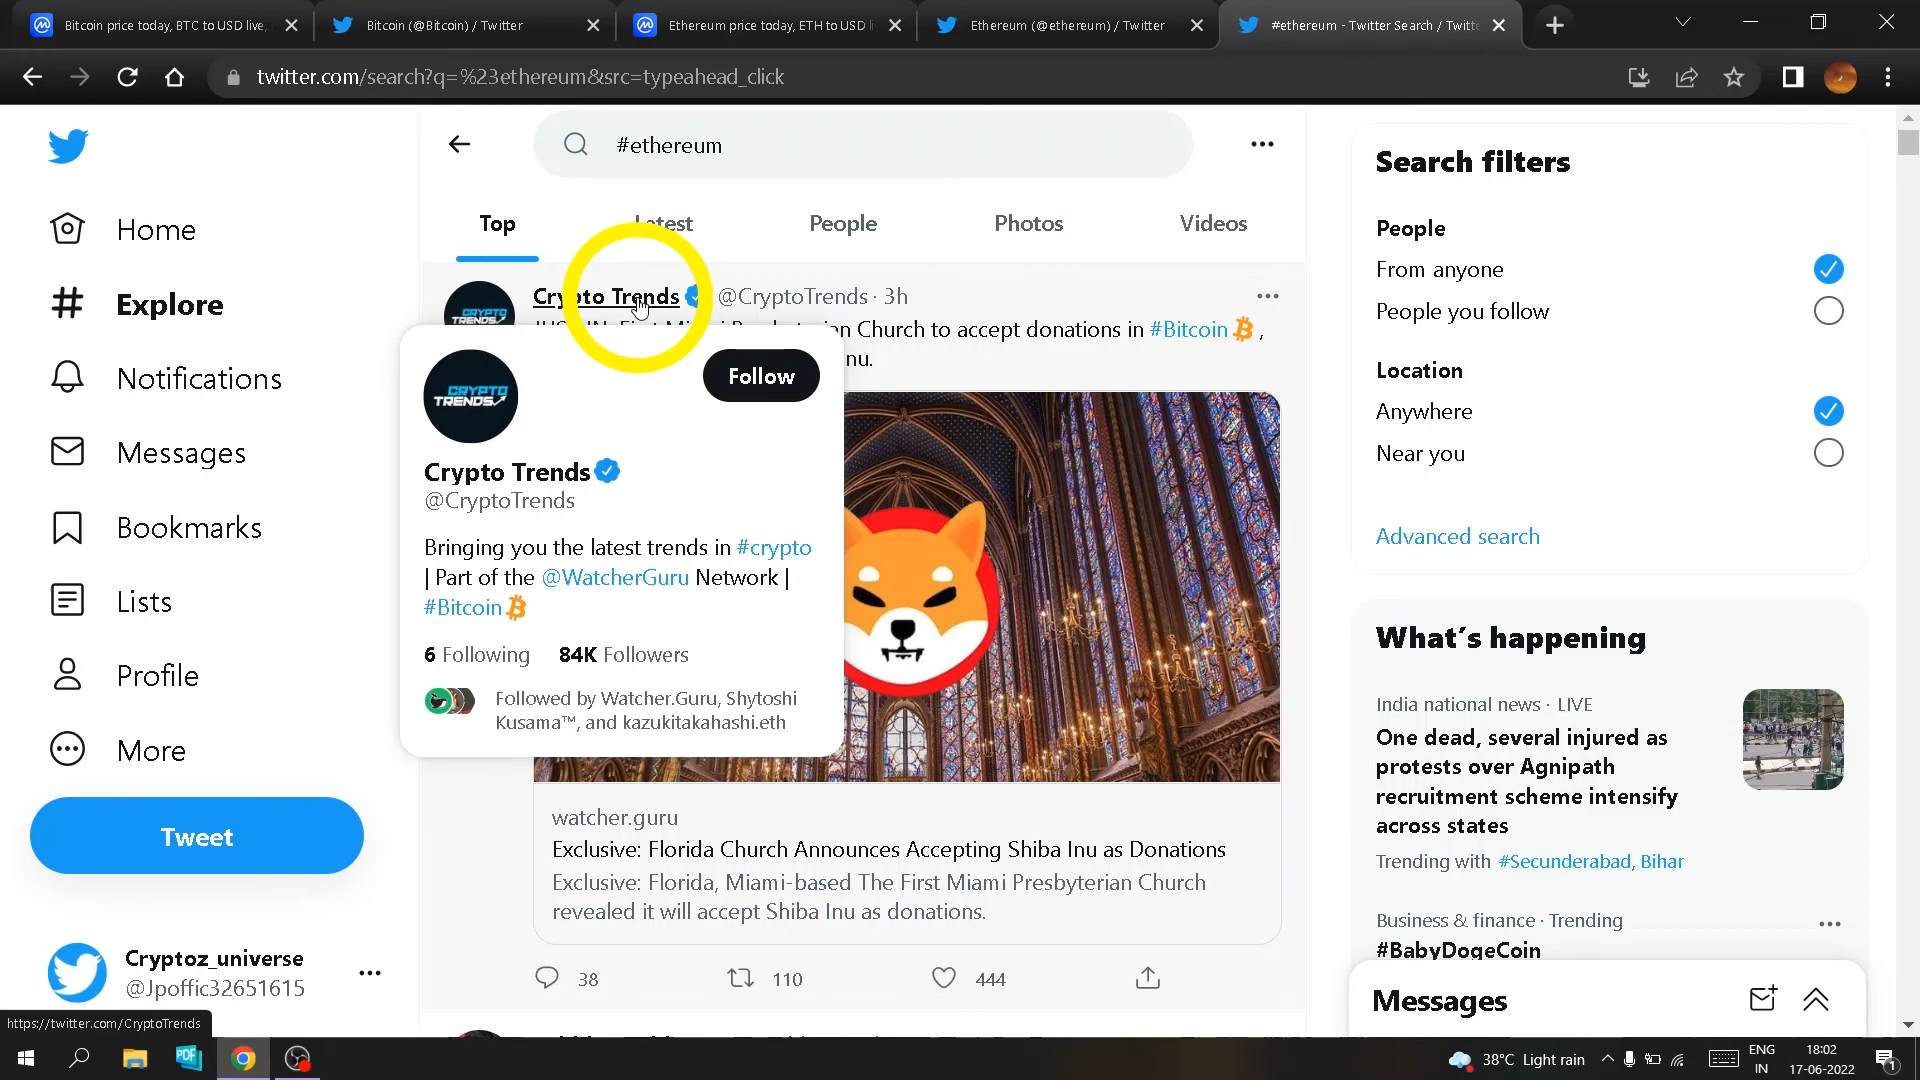 Bitcoin price today, BTC to USD live,
Bitcoin (@Bitcoin) / Twitter
Ethereum price today, ETH to USD li
Ethereum (@ethereum) / Twitter
#ethereum - Twitter Search / Twitte
twitter.com/search?q=%23ethereum&src=typeahead_click
#ethereum
Top
Latest
People
Photos
Videos
Home
Explore
Notifications
Messages
Bookmarks
Lists
Profile
More
Tweet
Cryptoz_universe
@Jpoffic32651615
https://twitter.com/CryptoTrends
Crypto Trends @CryptoTrends · 3h
Church to accept donations in #Bitcoin ,
nu.
CRYPTO
TRENDS
Follow
Crypto Trends
@CryptoTrends
Bringing you the latest trends in #crypto
| Part of the @WatcherGuru Network |
#Bitcoin
6 Following 84K Followers
Followed by Watcher.Guru, Shytoshi
Kusama™, and kazukitakahashi.eth
watcher.guru
Exclusive: Florida Church Announces Accepting Shiba Inu as Donations
Exclusive: Florida, Miami-based The First Miami Presbyterian Church
revealed it will accept Shiba Inu as donations.
38
110
444
Search filters
People
From anyone
People you follow
Location
Anywhere
Near you
Advanced search
What's happening
India national news · LIVE
One dead, several injured as
protests over Agnipath
recruitment scheme intensify
across states
Trending with #Secunderabad, Bihar
Business & finance · Trending
#BabyDogeCoin
Messages
PDF
38°C Light rain
ENG
IN
18:02
17-06-2022
1